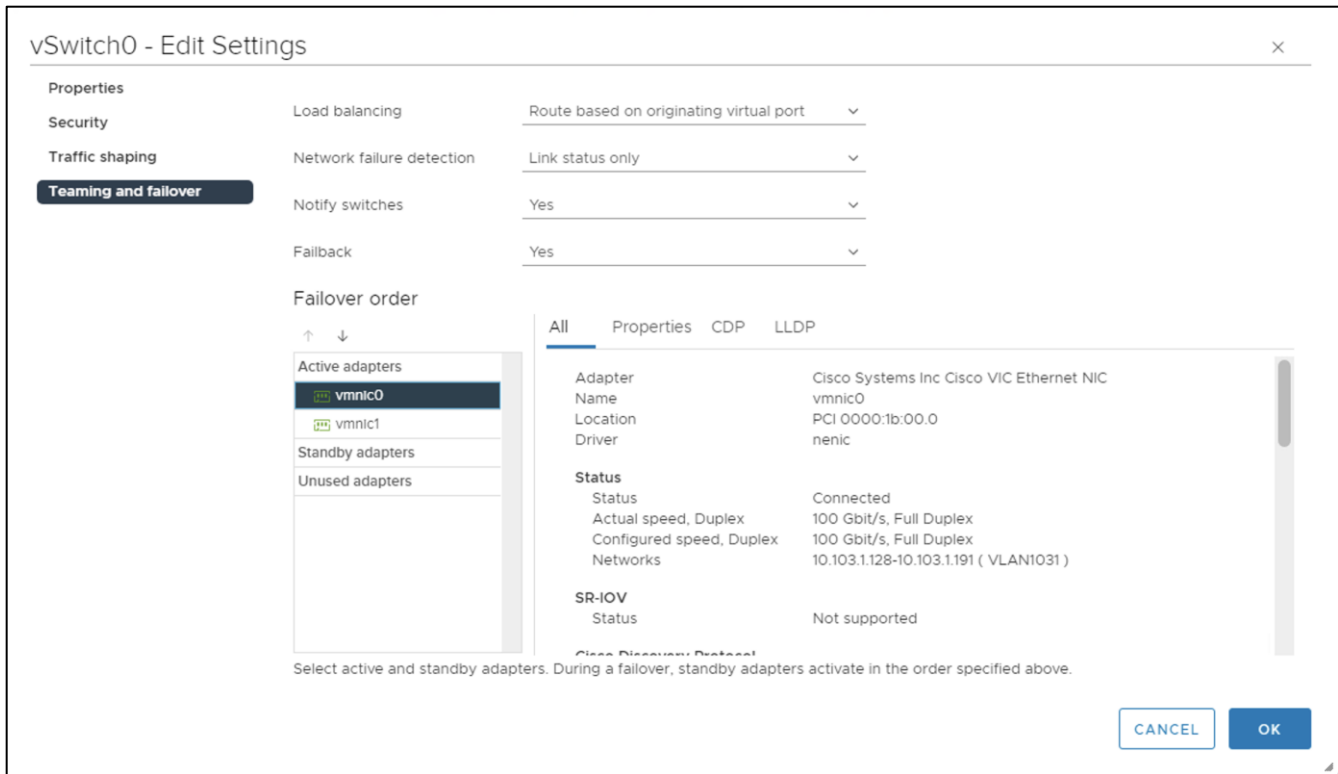 vSwitch0 - Edit Settings
Properties
Security
Traffic shaping
Teaming and failover
Load balancing Route based on originating virtual port
Network failure detection Link status only
Notify switches Yes
Failback Yes
Failover order
Active adapters
vmnic0
vmnic1
Standby adapters
Unused adapters
All Properties CDP LLDP
Adapter Cisco Systems Inc Cisco VIC Ethernet NIC
Name vmnic0
Location PCI 0000:1b:00.0
Driver nenic
Status
Status Connected
Actual speed, Duplex 100 Gbit/s, Full Duplex
Configured speed, Duplex 100 Gbit/s, Full Duplex
Networks 10.103.1.128-10.103.1.191 ( VLAN1031 )
SR-IOV
Status Not supported
Cisco Discovery Protocol
Select active and standby adapters. During a failover, standby adapters activate in the order specified above.
CANCEL OK